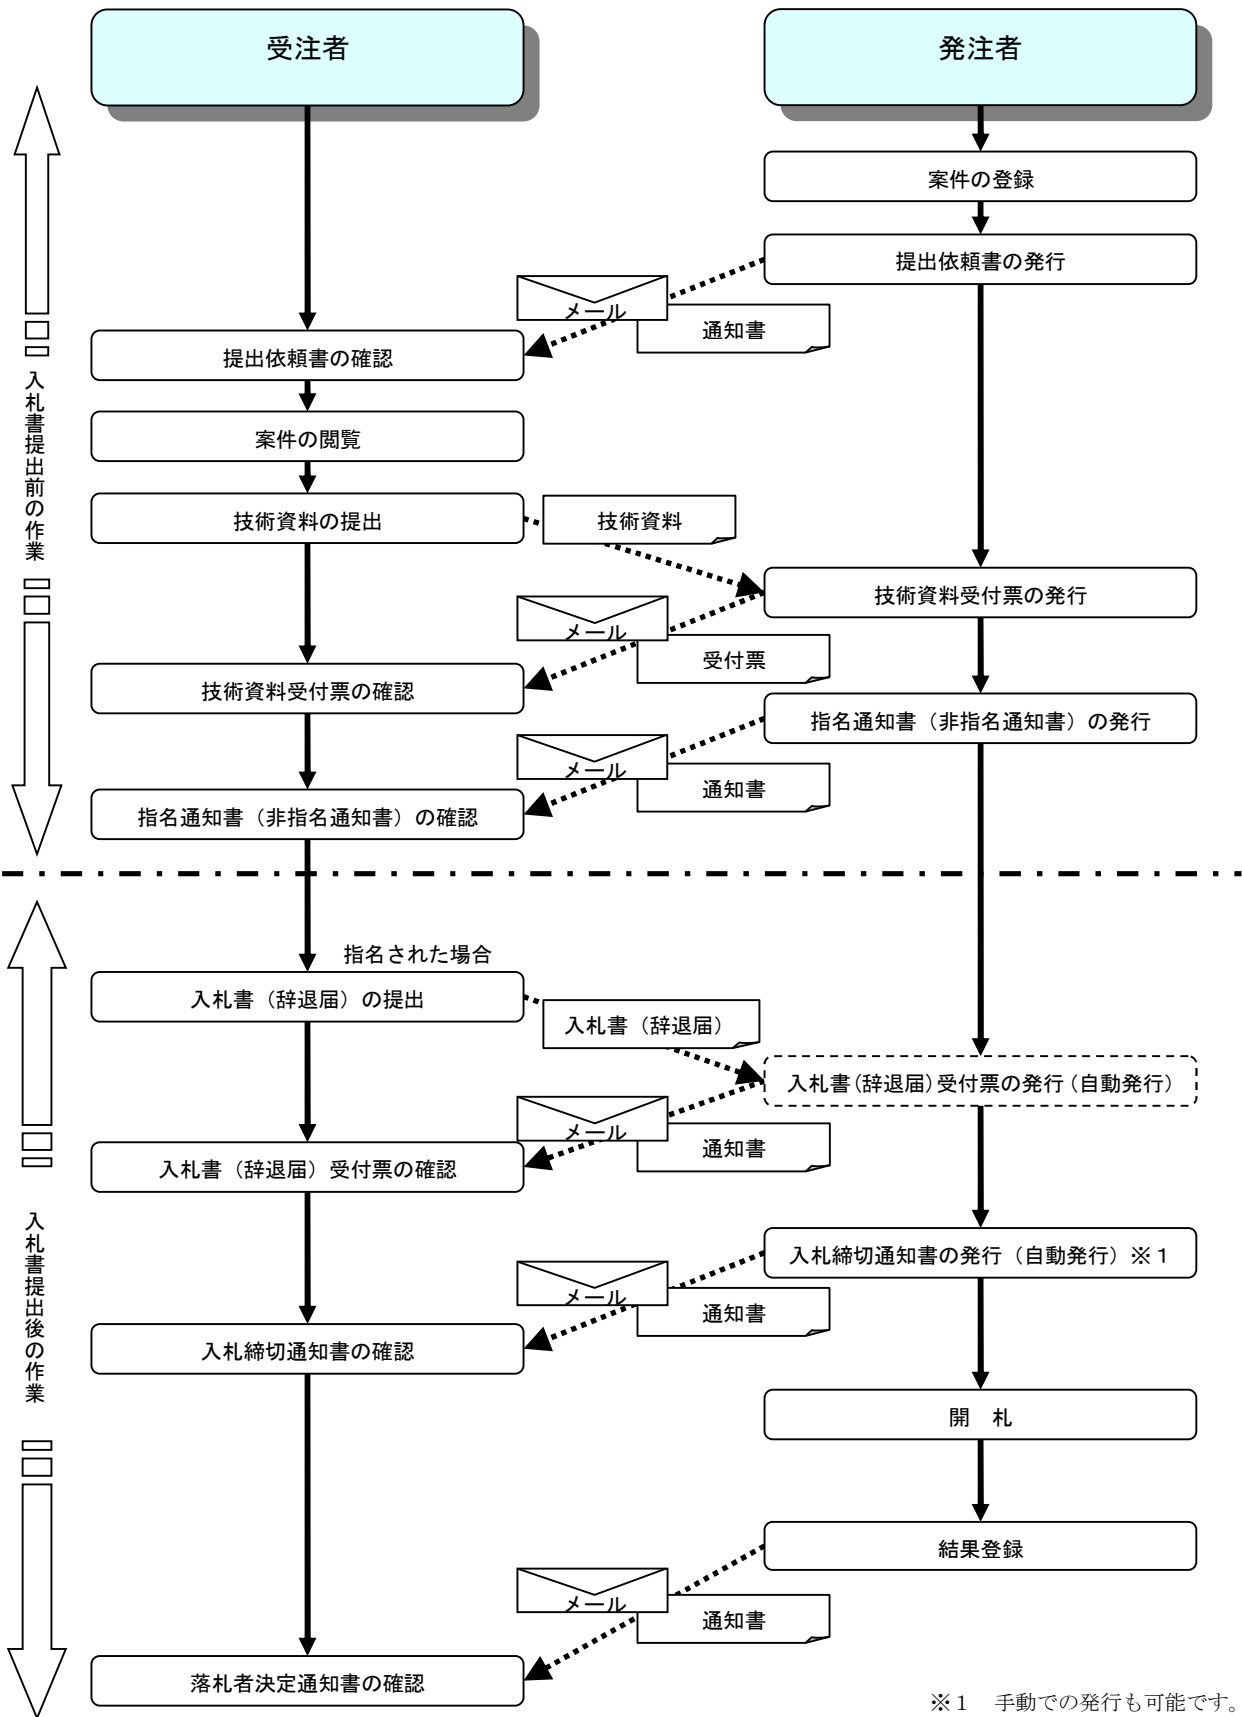 受注者
発注者
案件の登録
提出依頼書の発行
メール
通知書
提出依頼書の確認
案件の閲覧
技術資料の提出
技術資料
技術資料受付票の発行
メール
受付票
技術資料受付票の確認
指名通知書（非指名通知書）の発行
メール
通知書
指名通知書（非指名通知書）の確認
入札書提出前の作業
指名された場合
入札書（辞退届）の提出
入札書（辞退届）
入札書（辞退届）受付票の発行（自動発行）
メール
通知書
入札書（辞退届）受付票の確認
入札締切通知書の発行（自動発行）※１
メール
通知書
入札締切通知書の確認
開　札
結果登録
メール
通知書
落札者決定通知書の確認
入札書提出後の作業
※１　手動での発行も可能です。